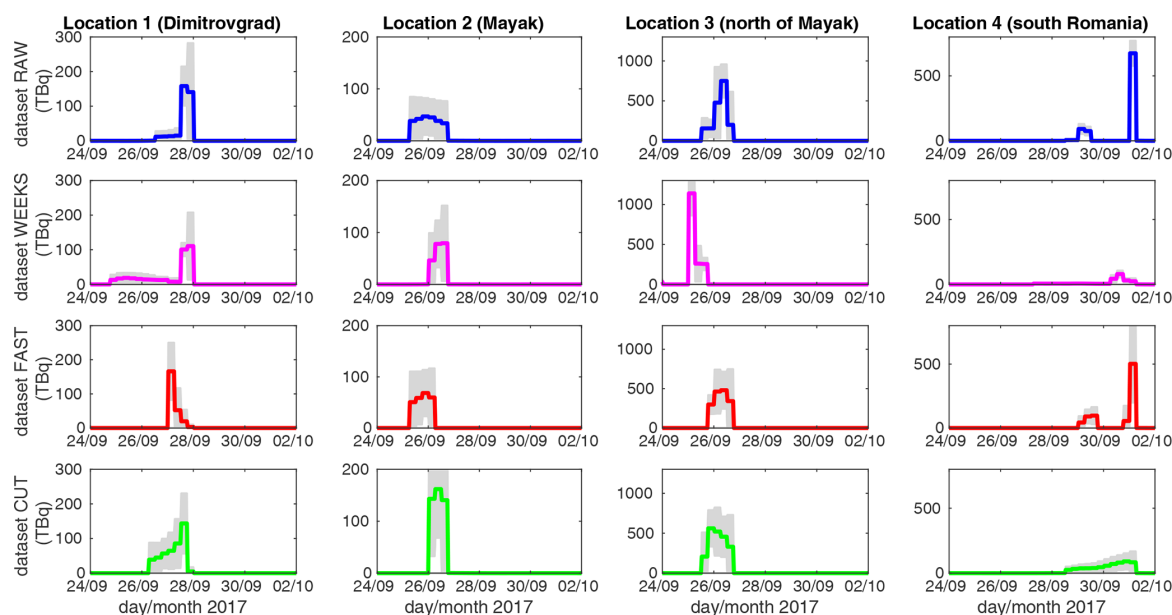 Location 1 (Dimitrovgrad) Location 2 (Mayak) Location 3 (north of Mayak) Location 4 (south Romania)
dataset RAW
(TBq)
300
200
100
0
24/09 26/09 28/09 30/09 02/10
200
100
0
24/09 26/09 28/09 30/09 02/10
1000
500
0
24/09 26/09 28/09 30/09 02/10
500
0
24/09 26/09 28/09 30/09 02/10
dataset WEEKS
(TBq)
300
200
100
0
24/09 26/09 28/09 30/09 02/10
200
100
0
24/09 26/09 28/09 30/09 02/10
1000
500
0
24/09 26/09 28/09 30/09 02/10
500
0
24/09 26/09 28/09 30/09 02/10
dataset FAST
(TBq)
300
200
100
0
24/09 26/09 28/09 30/09 02/10
200
100
0
24/09 26/09 28/09 30/09 02/10
1000
500
0
24/09 26/09 28/09 30/09 02/10
500
0
24/09 26/09 28/09 30/09 02/10
dataset CUT
(TBq)
300
200
100
0
24/09 26/09 28/09 30/09 02/10
day/month 2017
200
100
0
24/09 26/09 28/09 30/09 02/10
day/month 2017
1000
500
0
24/09 26/09 28/09 30/09 02/10
day/month 2017
500
0
24/09 26/09 28/09 30/09 02/10
day/month 2017